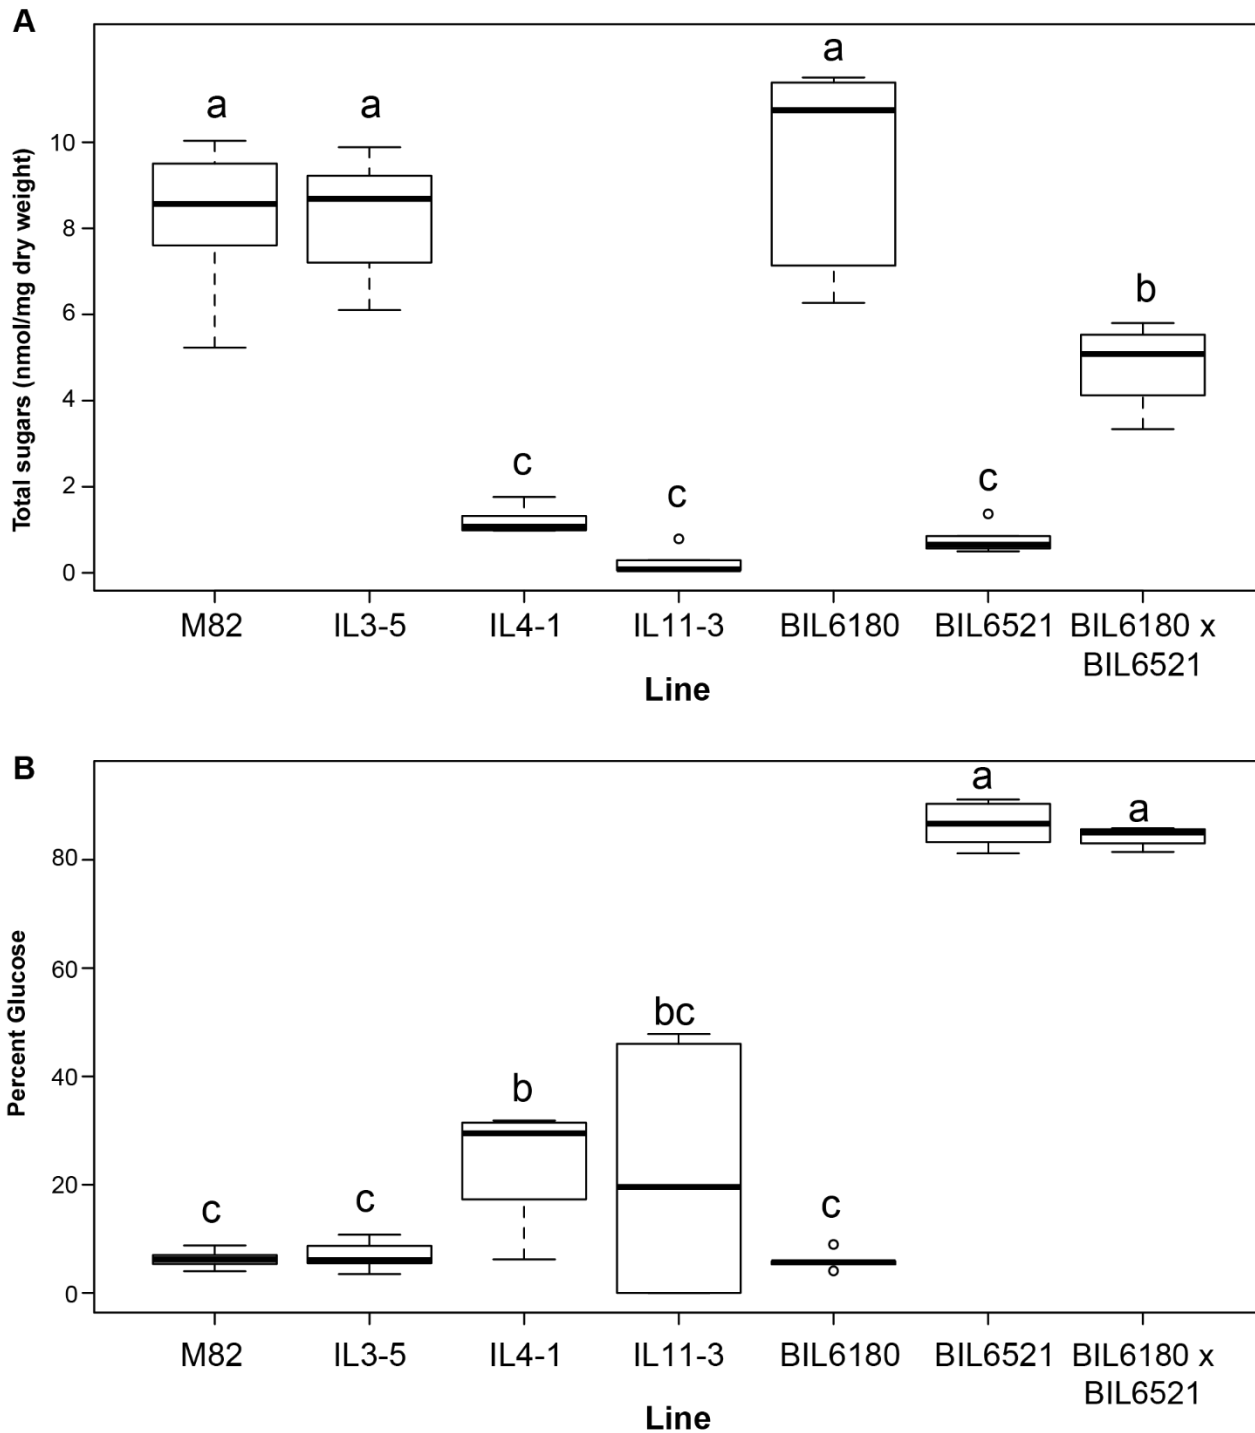 A
Total sugars (nmol/mg dry weight)
10
8
6
4
2
0
a
a
c
c
a
c
b
M82
IL3-5
IL4-1
IL11-3
BIL6180
BIL6521
BIL6180 x
BIL6521
Line
B
Percent Glucose
80
60
40
20
0
c
c
b
bc
c
a
a
M82
IL3-5
IL4-1
IL11-3
BIL6180
BIL6521
BIL6180 x
BIL6521
Line